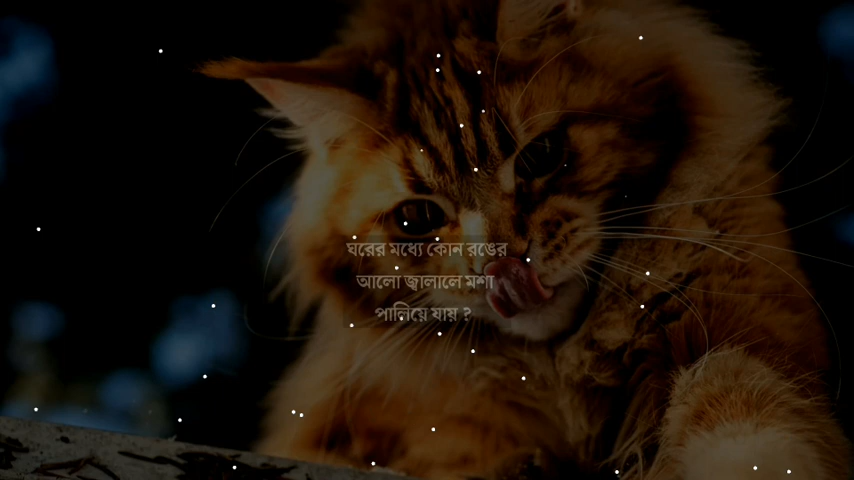 ঘরের মধ্যে কোন রঙের
আলো জ্বালালে মশা
পালিয়ে যায় ?